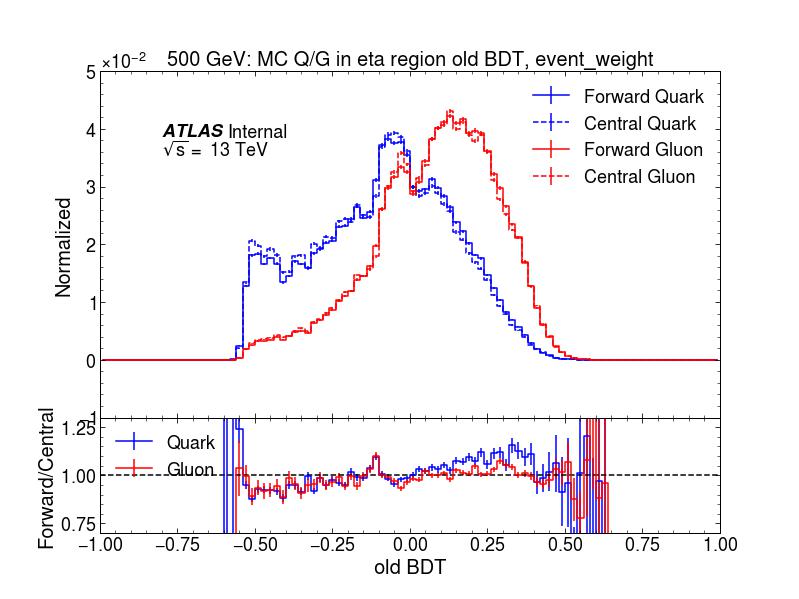 ×10⁻²
500 GeV: MC Q/G in eta region old BDT, event_weight
5
4
3
2
1
0
−1
Normalized
ATLAS Internal
√s = 13 TeV
Forward Quark
Central Quark
Forward Gluon
Central Gluon
Forward/Central
1.25
1.00
0.75
Quark
Gluon
−1.00 −0.75 −0.50 −0.25 0.00 0.25 0.50 0.75 1.00
old BDT